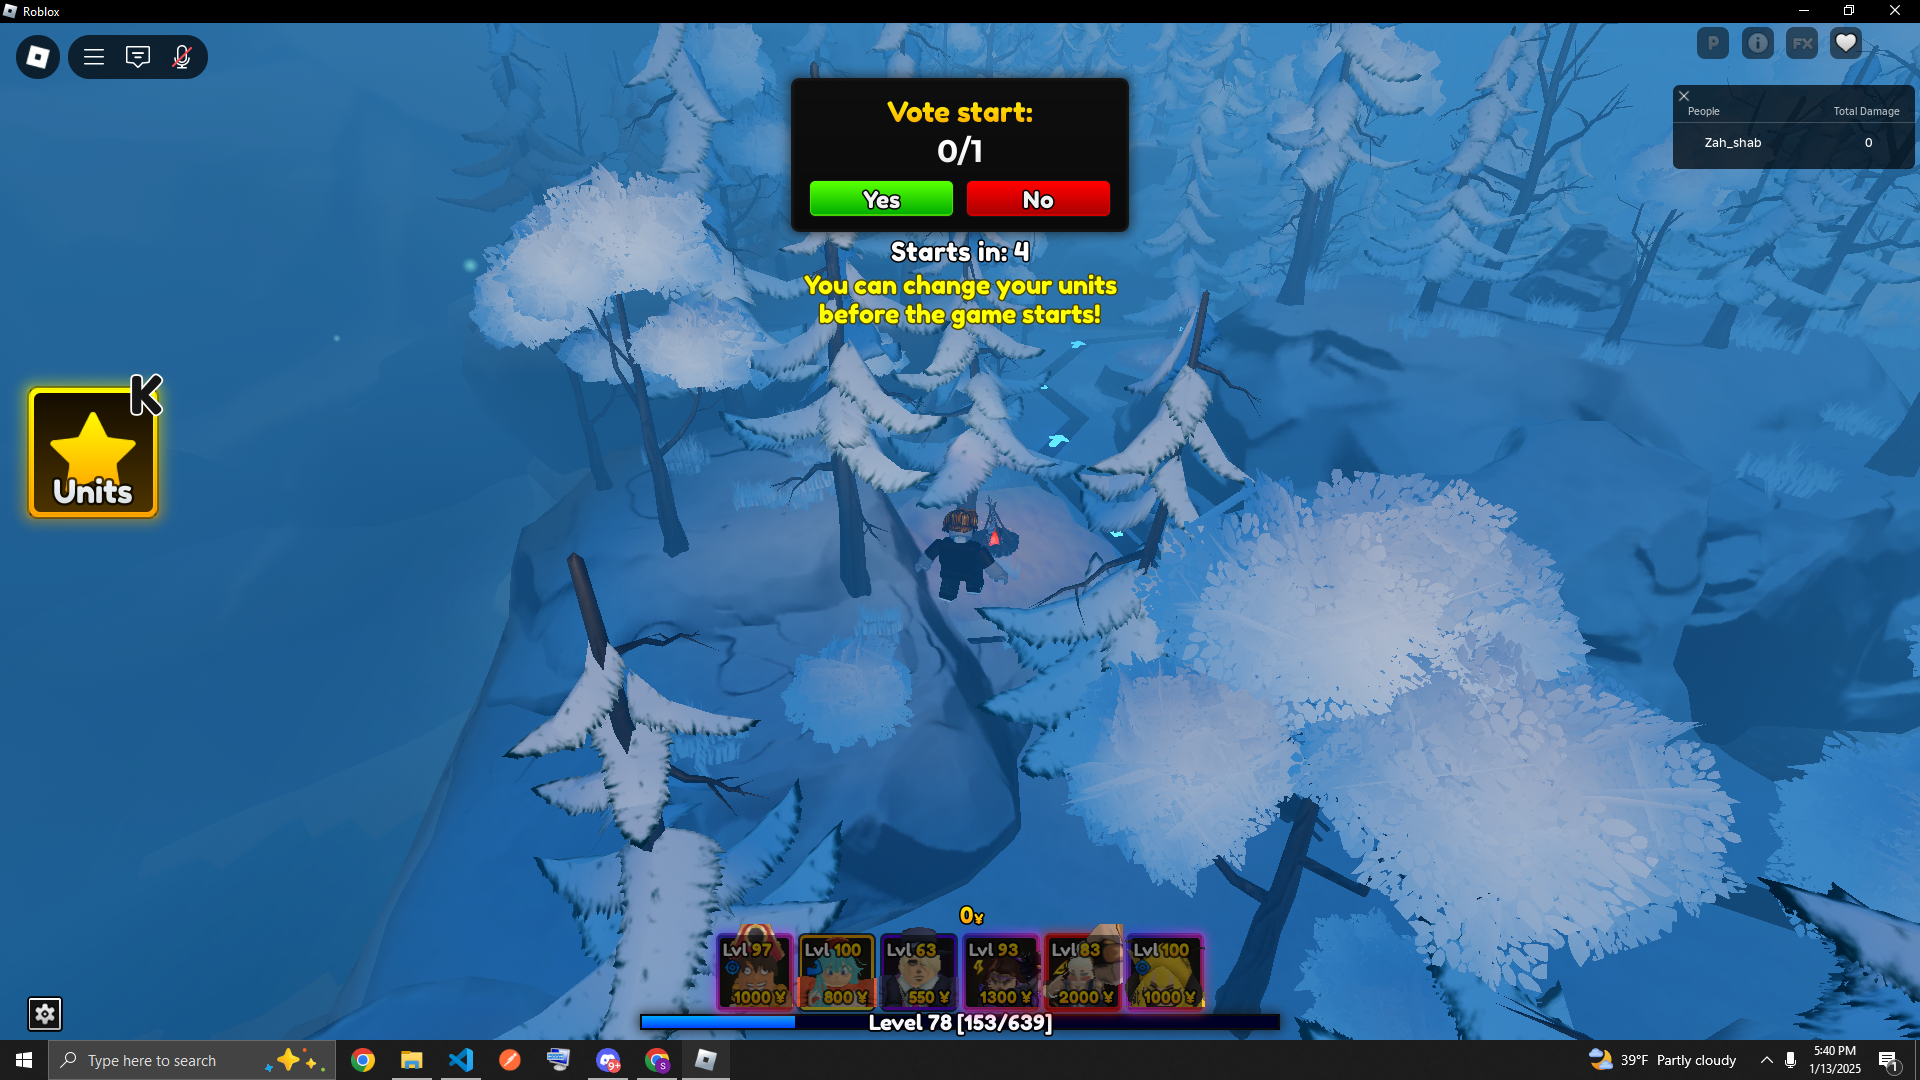 Roblox
P
FX
Vote start:
0/1
Yes
No
Starts in: 4
You can change your units
before the game starts!
People
Total Damage
Zah_shab
0
K
Units
0¥
Lvl 97
1000 ¥
Lvl 100
800 ¥
Lvl 63
550 ¥
Lvl 93
1300 ¥
Lvl 83
2000 ¥
Lvl 100
1000 ¥
Level 78 [153/639]
Type here to search
9+
S
39°F Partly cloudy
5:40 PM
1/13/2025
1